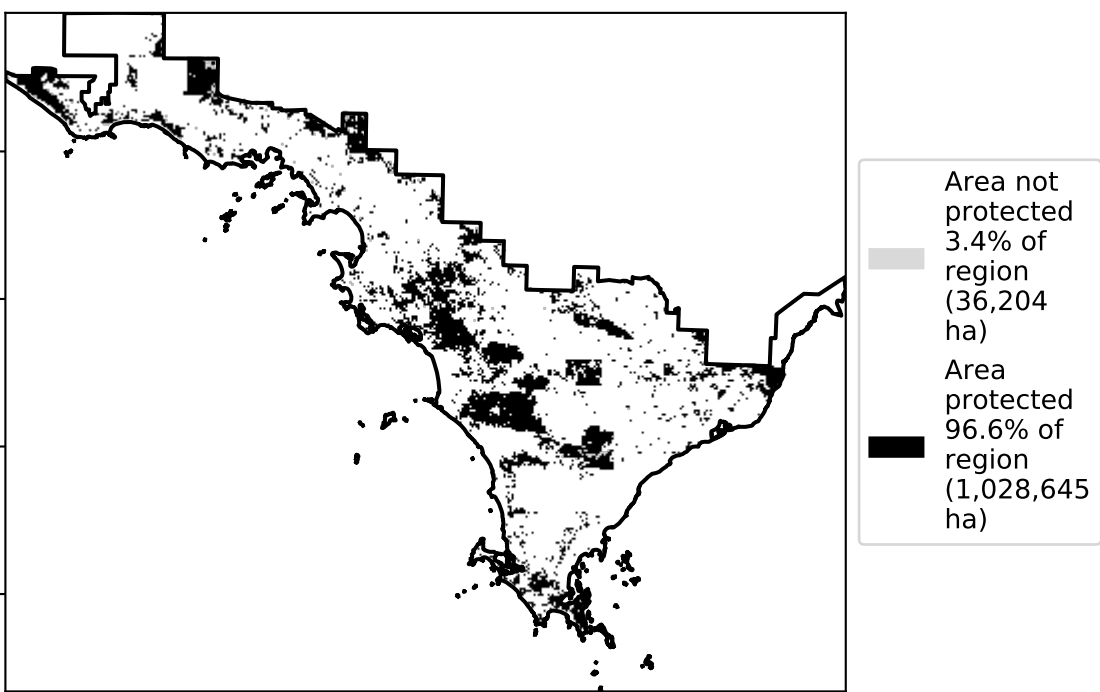 Area not
protected
3.4% of
region
(36,204
ha)
Area
protected
96.6% of
region
(1,028,645
ha)